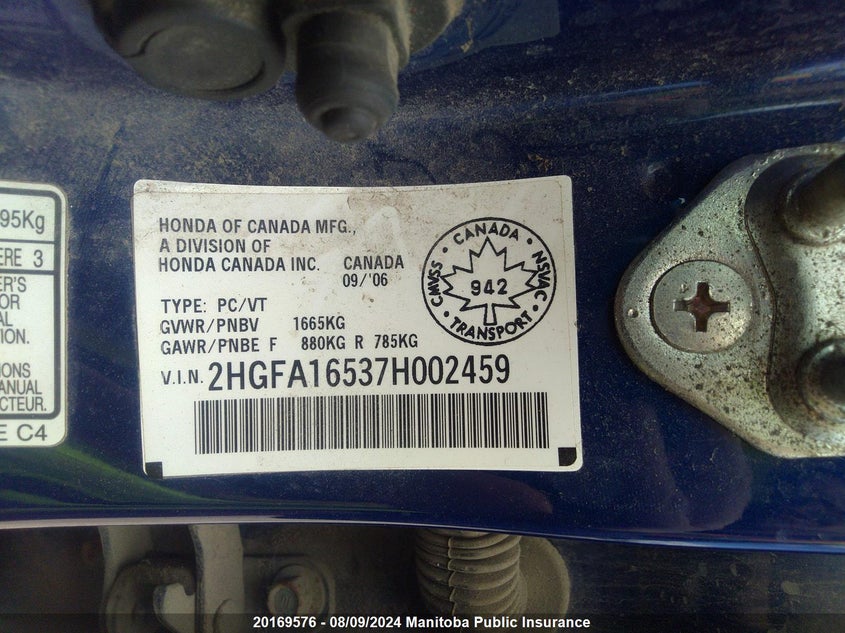 95Kg
ERE 3
ER'S
OR
AL
TION.
IONS
ANUAL
CTEUR.
E C4
HONDA OF CANADA MFG.,
A DIVISION OF
HONDA CANADA INC. CANADA
09/'06
TYPE: PC/VT
GVWR/PNBV 1665KG
GAWR/PNBE F 880KG R 785KG
V.I.N. 2HGFA16537H002459
CANADA
CMVSS 942 NSVAC
TRANSPORT
20169576 - 08/09/2024 Manitoba Public Insurance